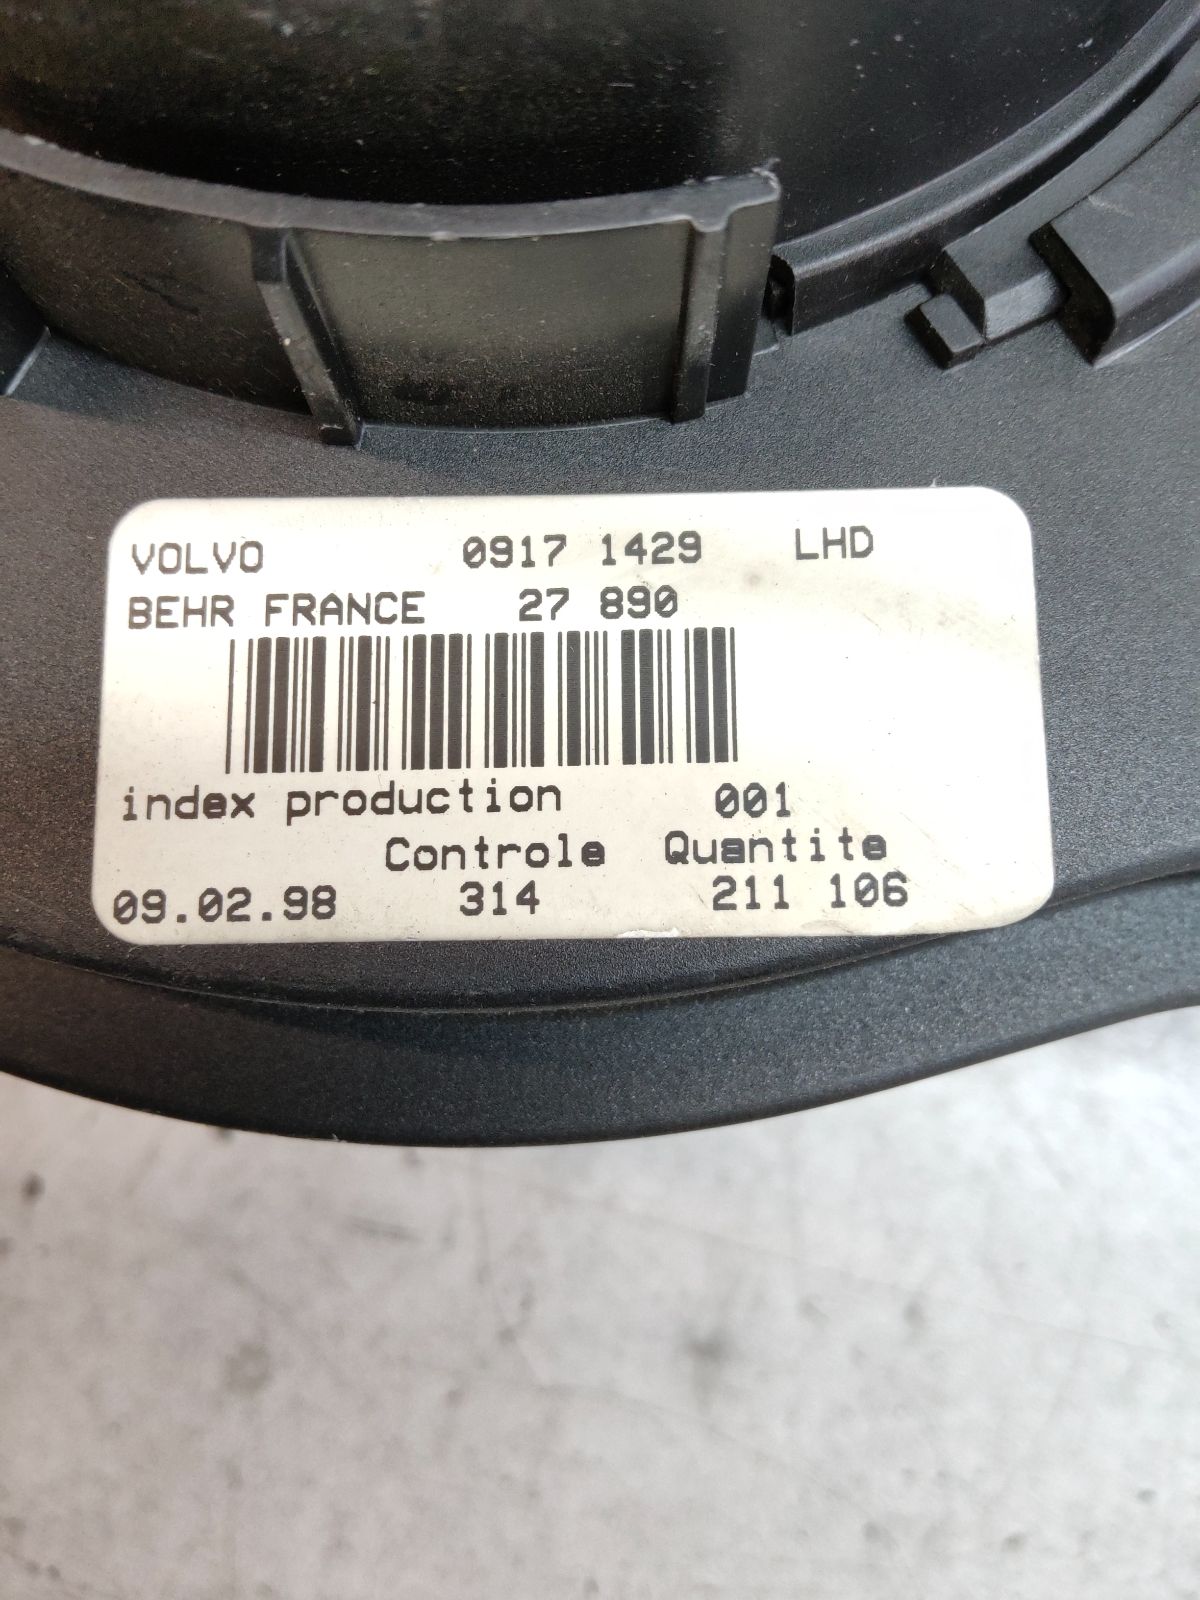 VOLVO 0917 1429 LHD
BEHR FRANCE 27 890
index production 001
Controle Quantite
09.02.98 314 211 106